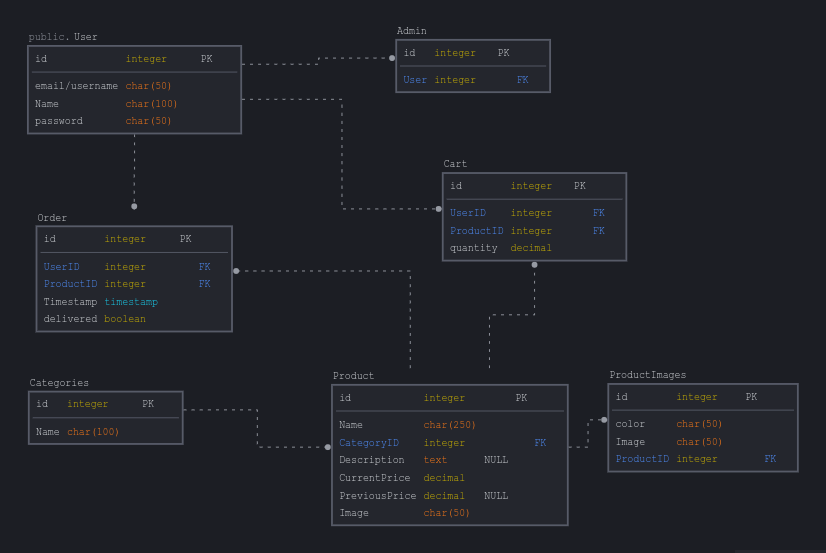 public. User
id integer PK
email/username char(50)
Name char(100)
password char(50)
Admin
id integer PK
User integer FK
Cart
id integer PK
UserID integer FK
ProductID integer FK
quantity decimal
Order
id integer PK
UserID integer FK
ProductID integer FK
Timestamp timestamp
delivered boolean
Categories
id integer PK
Name char(100)
Product
id integer PK
Name char(250)
CategoryID integer FK
Description text NULL
CurrentPrice decimal
PreviousPrice decimal NULL
Image char(50)
ProductImages
id integer PK
color char(50)
Image char(50)
ProductID integer FK